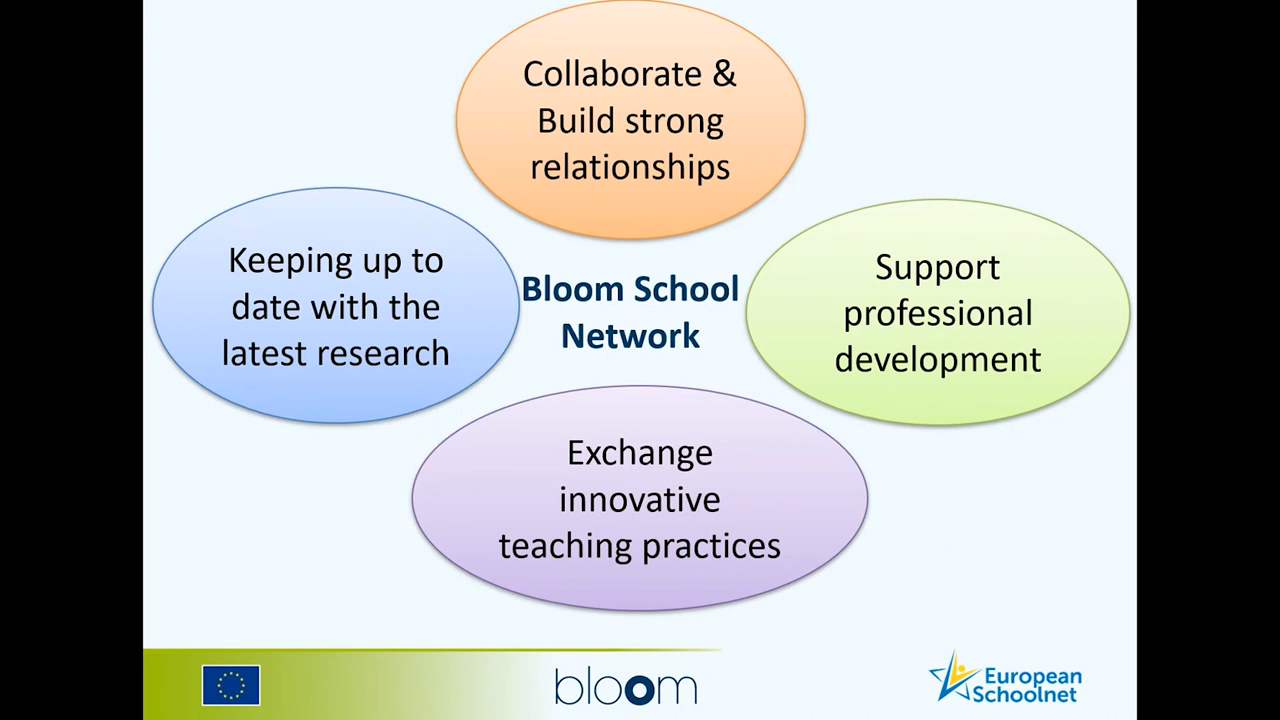 Collaborate &
Build strong
relationships
Keeping up to
date with the
latest research
Bloom School
Network
Support
professional
development
Exchange
innovative
teaching practices
bloom
European
Schoolnet